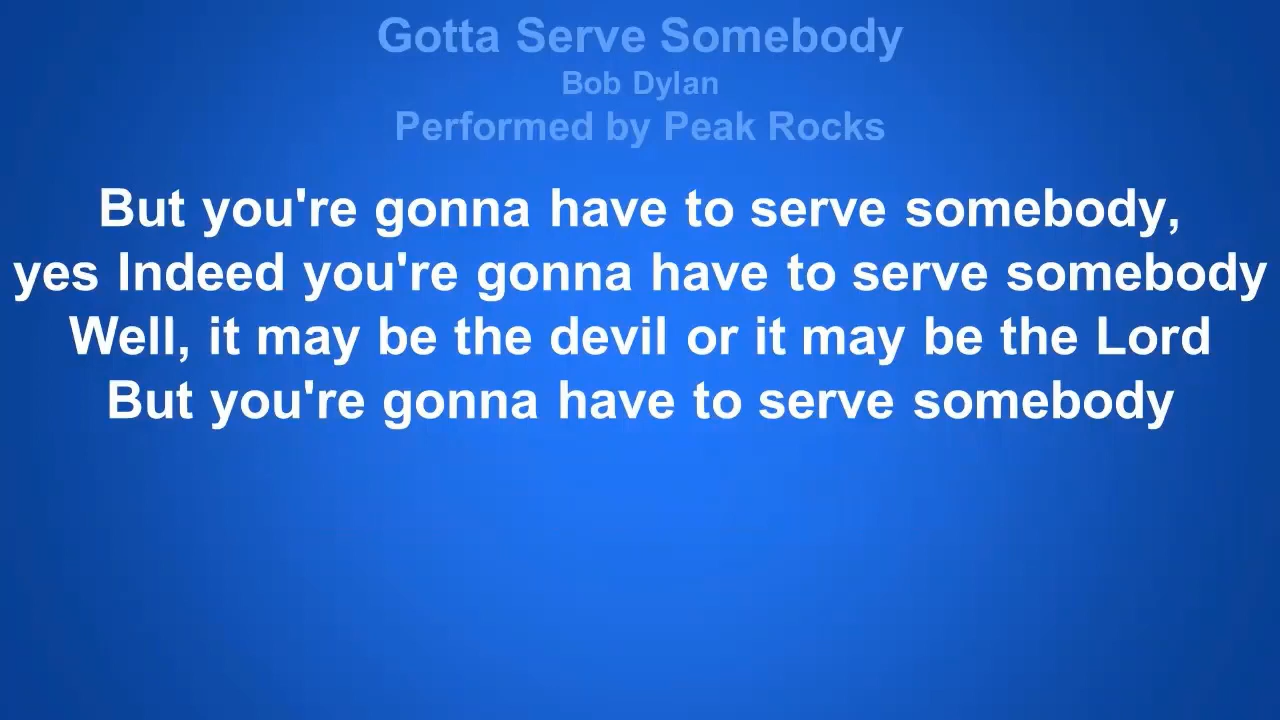 Gotta Serve Somebody
Bob Dylan
Performed by Peak Rocks
But you're gonna have to serve somebody,
yes Indeed you're gonna have to serve somebody
Well, it may be the devil or it may be the Lord
But you're gonna have to serve somebody